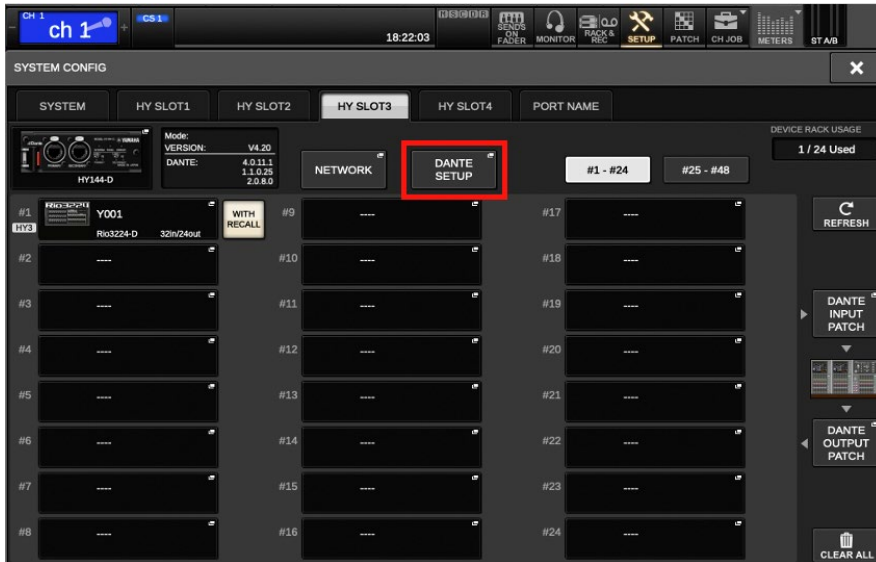 CH 1
ch 1
CS 1
18:22:03
SENDS
ON
FADER
MONITOR
RACK &
REC
SETUP
PATCH
CH JOB
METERS
ST A/B
SYSTEM CONFIG
SYSTEM
HY SLOT1
HY SLOT2
HY SLOT3
HY SLOT4
PORT NAME
YAMAHA
HY144-D
Mode:
VERSION: V4.20
DANTE: 4.0.11.1
1.1.0.25
2.0.8.0
NETWORK
DANTE
SETUP
#1 - #24
#25 - #48
DEVICE RACK USAGE
1 / 24 Used
#1
HY3
Rio3224
Y001
Rio3224-D 32in/24out
WITH
RECALL
#9 ----
#17 ----
REFRESH
#2 ----
#10 ----
#18 ----
#3 ----
#11 ----
#19 ----
DANTE
INPUT
PATCH
#4 ----
#12 ----
#20 ----
#5 ----
#13 ----
#21 ----
#6 ----
#14 ----
#22 ----
DANTE
OUTPUT
PATCH
#7 ----
#15 ----
#23 ----
#8 ----
#16 ----
#24 ----
CLEAR ALL